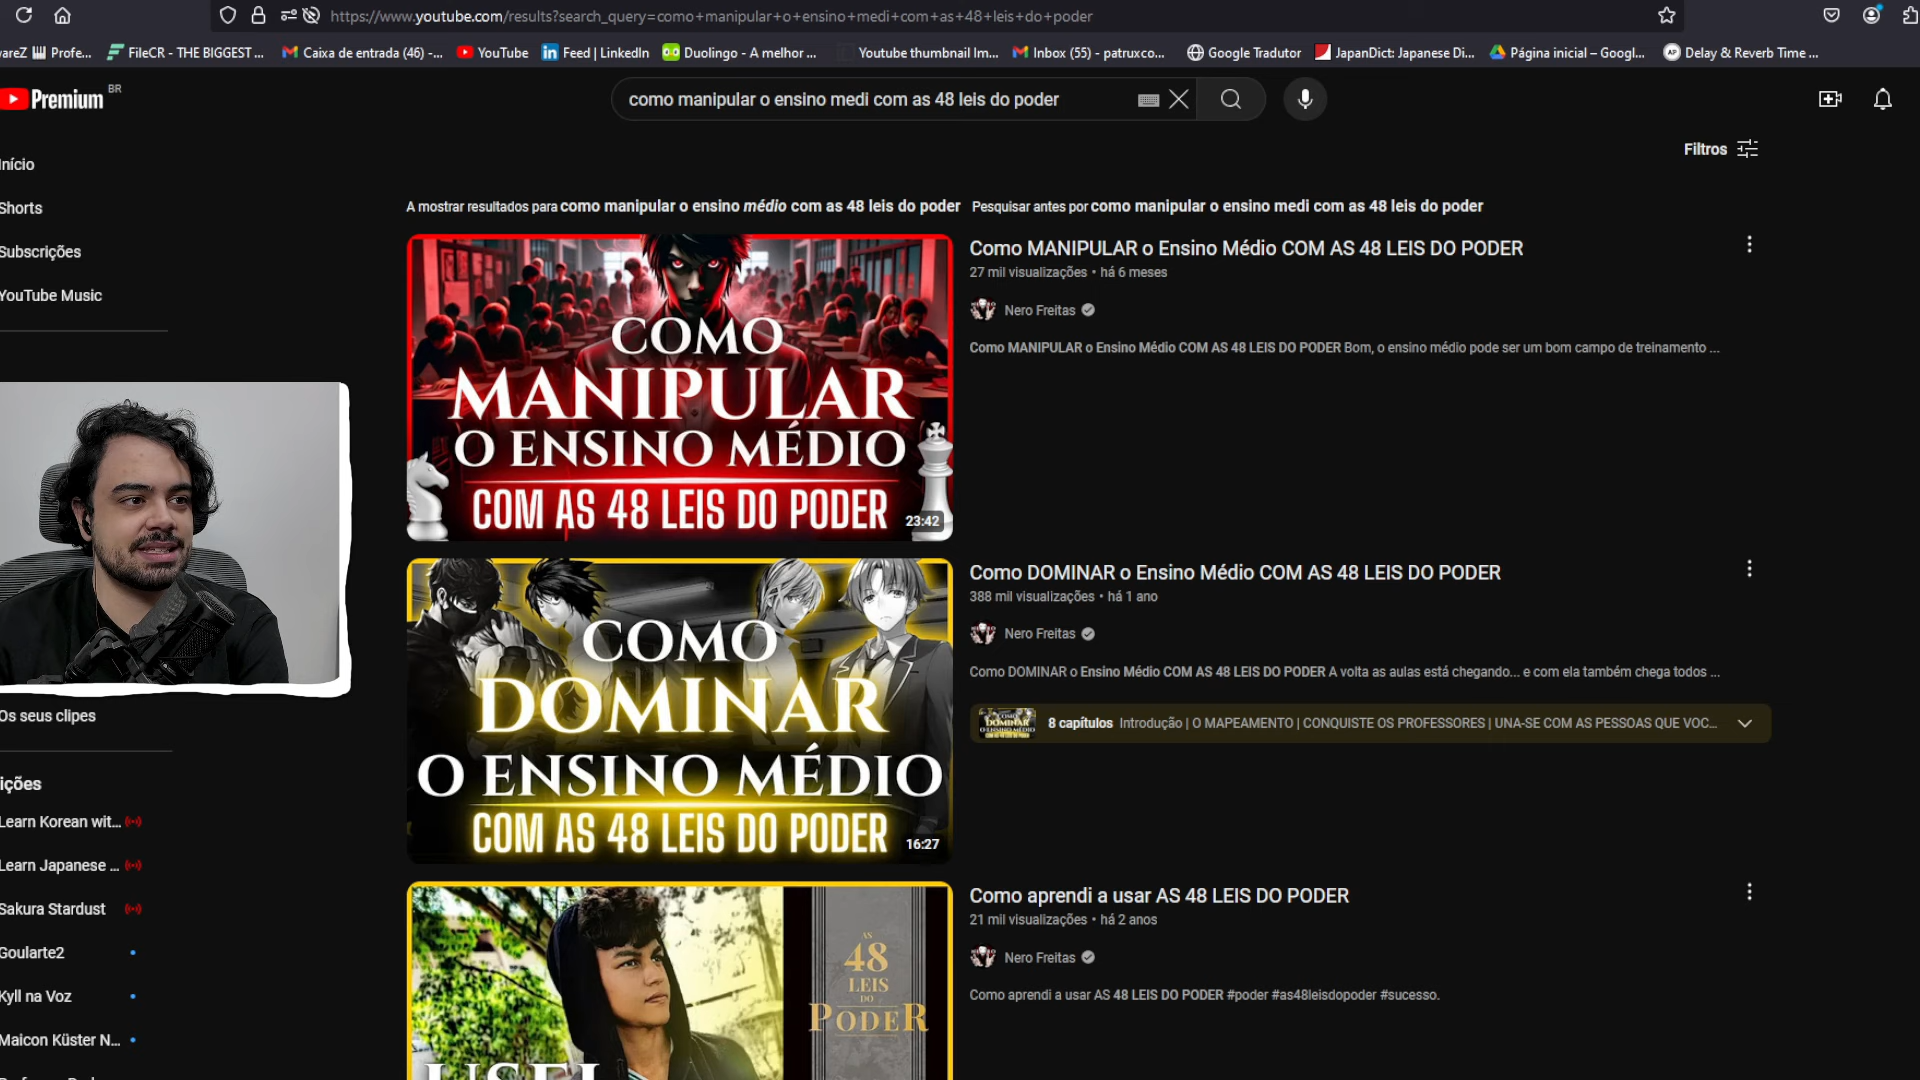 https://www.youtube.com/results?search_query=como+manipular+o+ensino+medi+com+as+48+leis+do+poder
wareZ
Profe...
FileCR - THE BIGGEST ...
Caixa de entrada (46) -...
YouTube
Feed | LinkedIn
Duolingo - A melhor ...
Youtube thumbnail Im...
Inbox (55) - patruxco...
Google Tradutor
JapanDict: Japanese Di...
Página inicial – Googl...
Delay & Reverb Time ...
Premium BR
como manipular o ensino medi com as 48 leis do poder
Filtros
Início
Shorts
Subscrições
YouTube Music
Os seus clipes
ições
Learn Korean wit...
Learn Japanese ...
Sakura Stardust
Goularte2
Kyll na Voz
Maicon Küster N...
A mostrar resultados para como manipular o ensino médio com as 48 leis do poder Pesquisar antes por como manipular o ensino medi com as 48 leis do poder
COMO
MANIPULAR
O ENSINO MÉDIO
COM AS 48 LEIS DO PODER
23:42
Como MANIPULAR o Ensino Médio COM AS 48 LEIS DO PODER
27 mil visualizações • há 6 meses
Nero Freitas
Como MANIPULAR o Ensino Médio COM AS 48 LEIS DO PODER Bom, o ensino médio pode ser um bom campo de treinamento ...
COMO
DOMINAR
O ENSINO MÉDIO
COM AS 48 LEIS DO PODER
16:27
Como DOMINAR o Ensino Médio COM AS 48 LEIS DO PODER
388 mil visualizações • há 1 ano
Nero Freitas
Como DOMINAR o Ensino Médio COM AS 48 LEIS DO PODER A volta as aulas está chegando... e com ela também chega todos ...
8 capítulos Introdução | O MAPEAMENTO | CONQUISTE OS PROFESSORES | UNA-SE COM AS PESSOAS QUE VOC...
AS
48
LEIS
DO
PODER
USEI
Como aprendi a usar AS 48 LEIS DO PODER
21 mil visualizações • há 2 anos
Nero Freitas
Como aprendi a usar AS 48 LEIS DO PODER #poder #as48leisdopoder #sucesso.